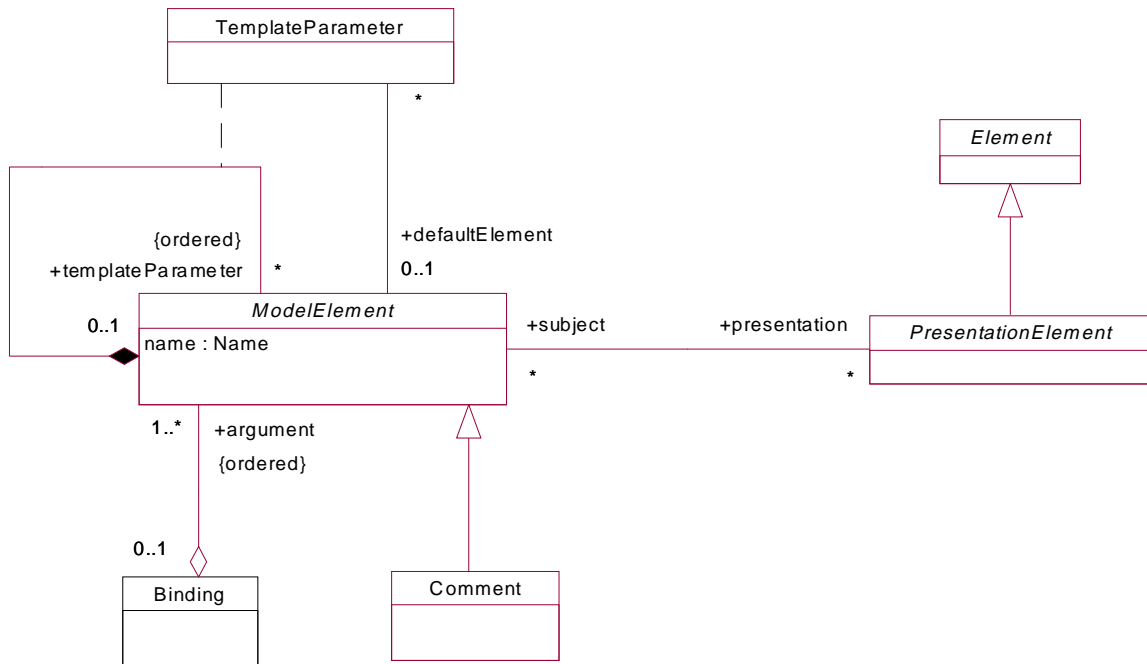 TemplateParameter
*
Element
{ordered}
+defaultElement
+templateParameter
*
0..1
0..1
ModelElement
name : Name
+subject
+presentation
PresentationElement
*
*
1..*
+argument
{ordered}
0..1
Binding
Comment